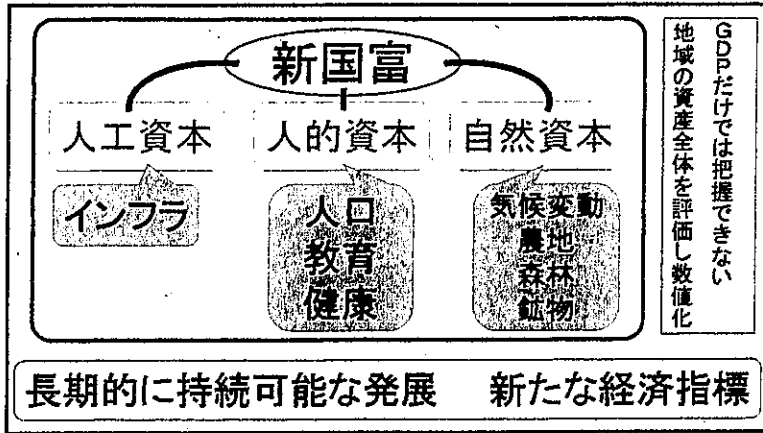 新国富
人工資本
人的資本
自然資本
インフラ
人口
教育
健康
気候変動
農地
森林
鉱物
GDPだけでは把握できない
地域の資産全体を評価し数値化
長期的に持続可能な発展 新たな経済指標